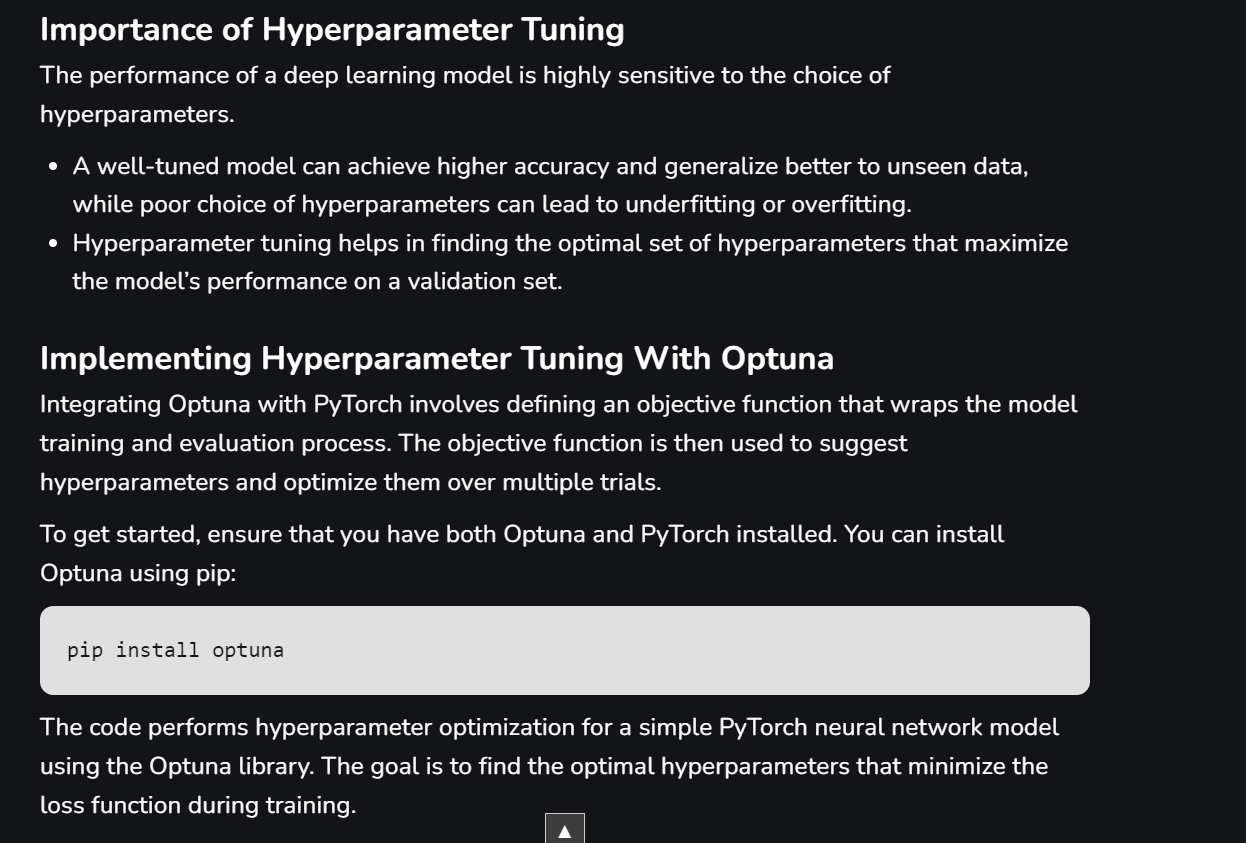 Importance of Hyperparameter Tuning
The performance of a deep learning model is highly sensitive to the choice of
hyperparameters.
• A well-tuned model can achieve higher accuracy and generalize better to unseen data,
while poor choice of hyperparameters can lead to underfitting or overfitting.
• Hyperparameter tuning helps in finding the optimal set of hyperparameters that maximize
the model’s performance on a validation set.
Implementing Hyperparameter Tuning With Optuna
Integrating Optuna with PyTorch involves defining an objective function that wraps the model
training and evaluation process. The objective function is then used to suggest
hyperparameters and optimize them over multiple trials.
To get started, ensure that you have both Optuna and PyTorch installed. You can install
Optuna using pip:
pip install optuna
The code performs hyperparameter optimization for a simple PyTorch neural network model
using the Optuna library. The goal is to find the optimal hyperparameters that minimize the
loss function during training.